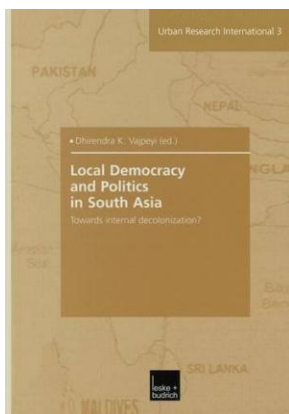 Urban Research International 3
PAKISTAN
NEPAL
• Dhirendra K. Vajpeyi (ed.)
Local Democracy
and Politics
in South Asia
Towards internal decolonization?
SRI LANKA
leske +
budrich
MALDIVES